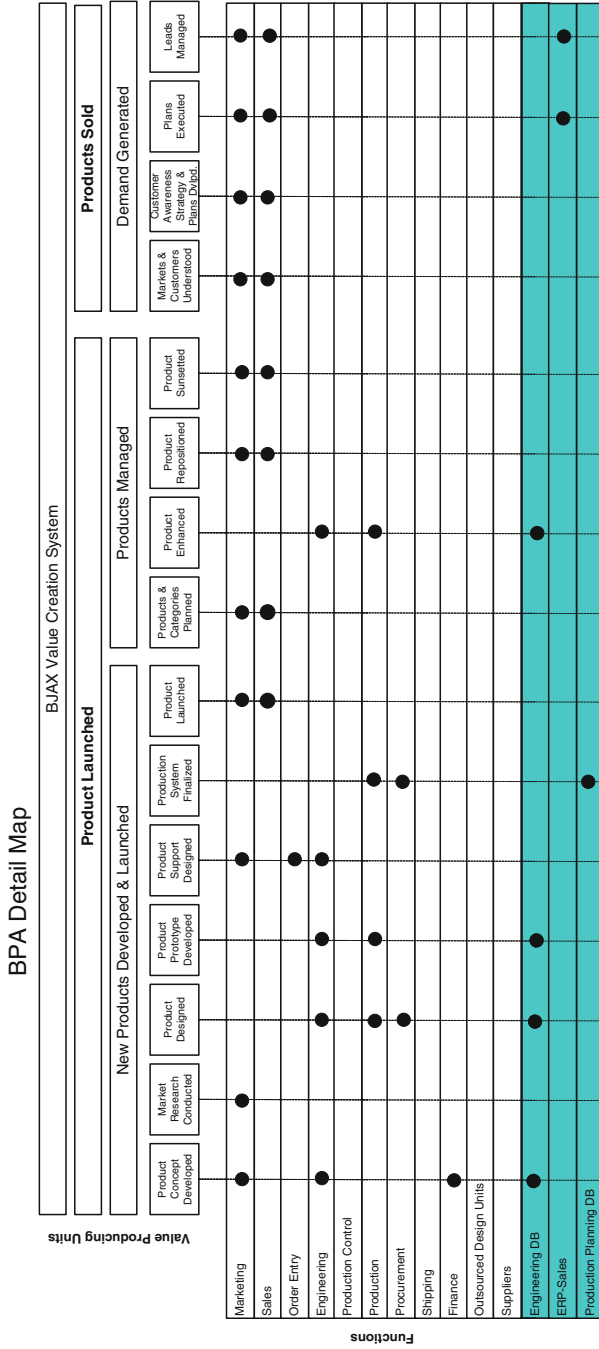 BPA Detail Map
BJAX Value Creation System
Product Launched
Products Sold
New Products Developed & Launched
Products Managed
Demand Generated
Value Producing Units
Product
Concept
Developed
Market
Research
Conducted
Product
Designed
Product
Prototype
Developed
Product
Support
Designed
Production
System
Finalized
Product
Launched
Products &
Categories
Planned
Product
Enhanced
Product
Repositioned
Product
Sunsetted
Markets &
Customers
Understood
Customer
Awareness
Strategy &
Plans Dvlpd.
Plans
Executed
Leads
Managed
Functions
Marketing
Sales
Order Entry
Engineering
Production Control
Production
Procurement
Shipping
Finance
Outsourced Design Units
Suppliers
Engineering DB
ERP-Sales
Production Planning DB